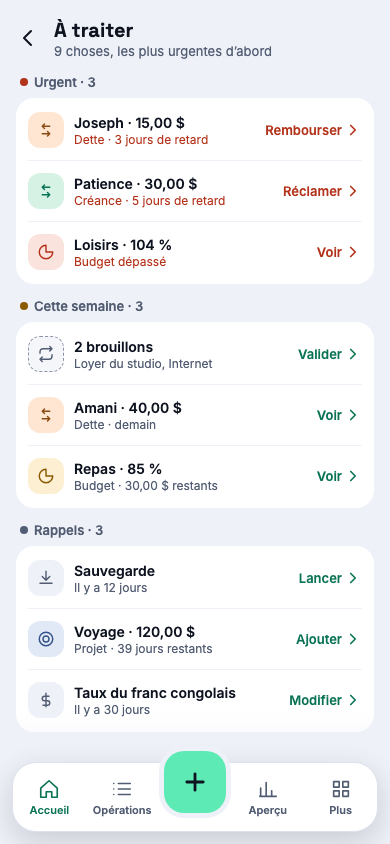 À traiter
9 choses, les plus urgentes d’abord
Urgent · 3
Joseph · 15,00 $
Dette · 3 jours de retard
Rembourser
Patience · 30,00 $
Créance · 5 jours de retard
Réclamer
Loisirs · 104 %
Budget dépassé
Voir
Cette semaine · 3
2 brouillons
Loyer du studio, Internet
Valider
Amani · 40,00 $
Dette · demain
Voir
Repas · 85 %
Budget · 30,00 $ restants
Voir
Rappels · 3
Sauvegarde
Il y a 12 jours
Lancer
Voyage · 120,00 $
Projet · 39 jours restants
Ajouter
Taux du franc congolais
Il y a 30 jours
Modifier
Accueil
Opérations
Aperçu
Plus